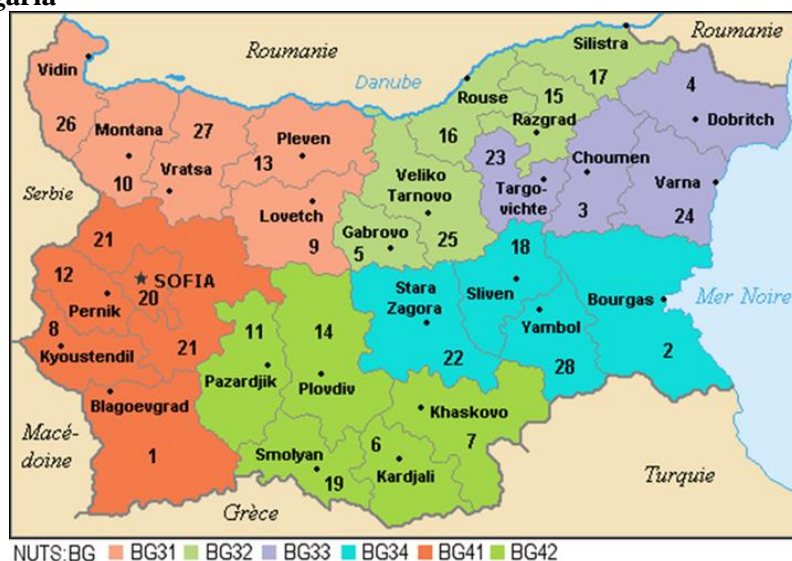 garia
Roumanie
Roumanie
Silistra
Vidin
Danube
17
4
Rouse
15
26
Montana
27
Pleven
16
Razgrad
Dobritch
13
23
Choumen
10
Vratsa
Veliko
Tarnovo
Targo-
vichte
Varna
Serbie
Lovetch
3
24
9
Gabrovo
5
25
18
21
12
SOFIA
20
Pernik
Stara
Zagora
Sliven
Bourgas
Mer Noire
8
Kyoustendil
21
11
14
Yambol
2
22
28
Pazardjik
Plovdiv
Blagoevgrad
Khaskovo
Macé-
doine
1
Smolyan
6
7
19
Kardjali
Turquie
Grèce
NUTS:BG BG31 BG32 BG33 BG34 BG41 BG42